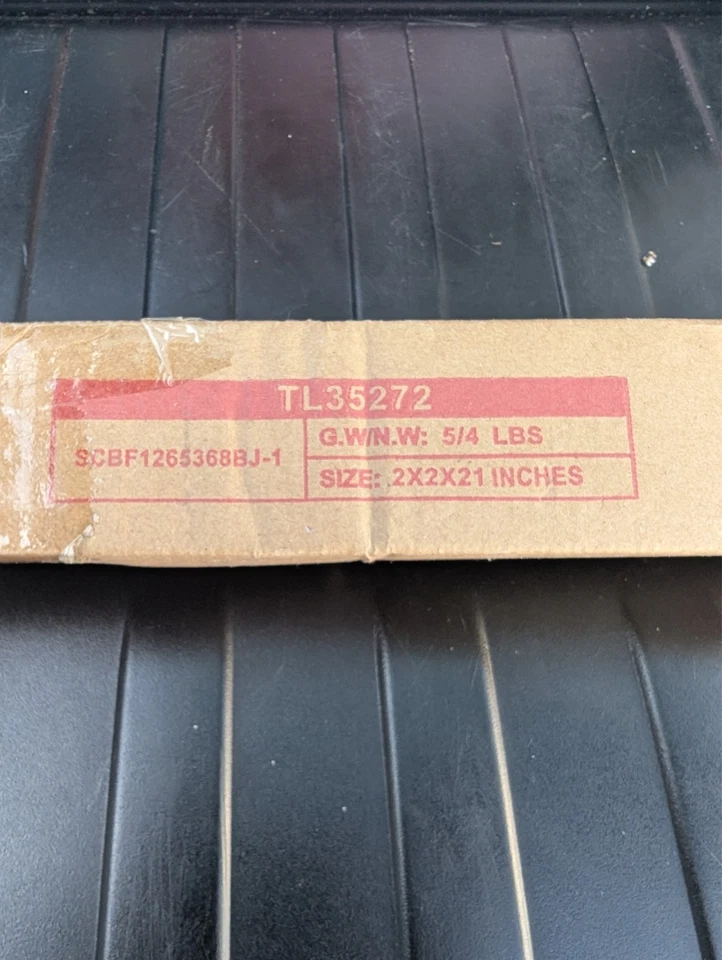 TL35272
SCBF1265368BJ-1
G.W/N.W: 5/4 LBS
SIZE: 2X2X21 INCHES